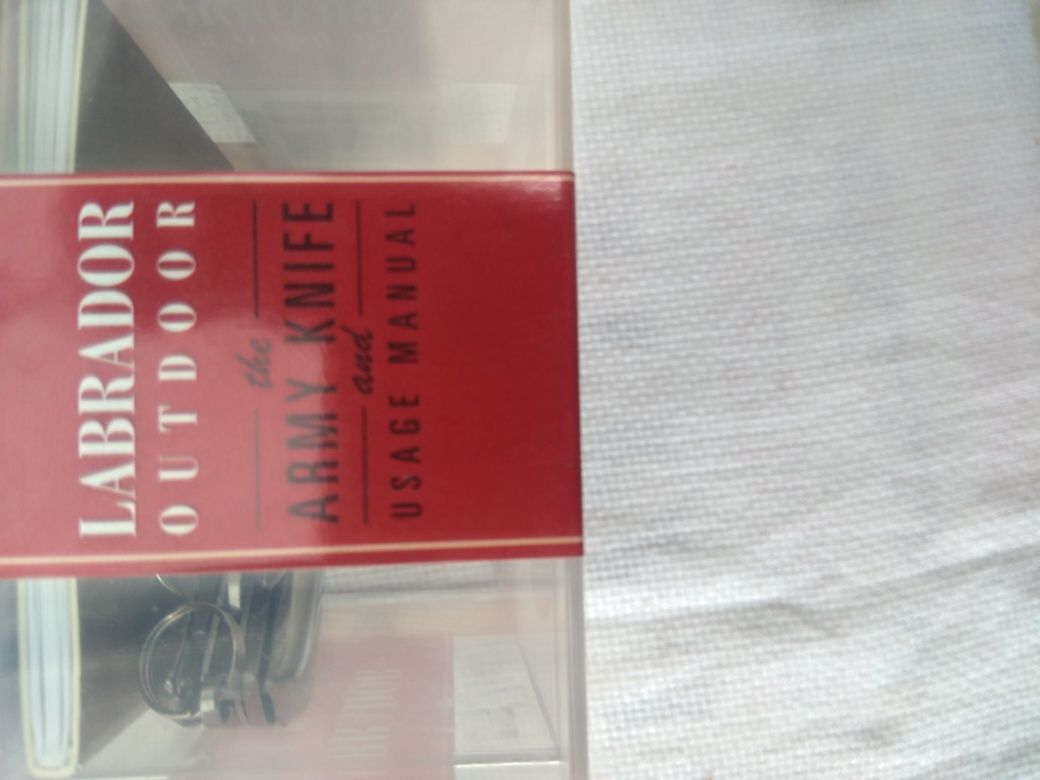 LABRADOR
OUTDOOR
the
ARMY KNIFE
and
USAGE MANUAL